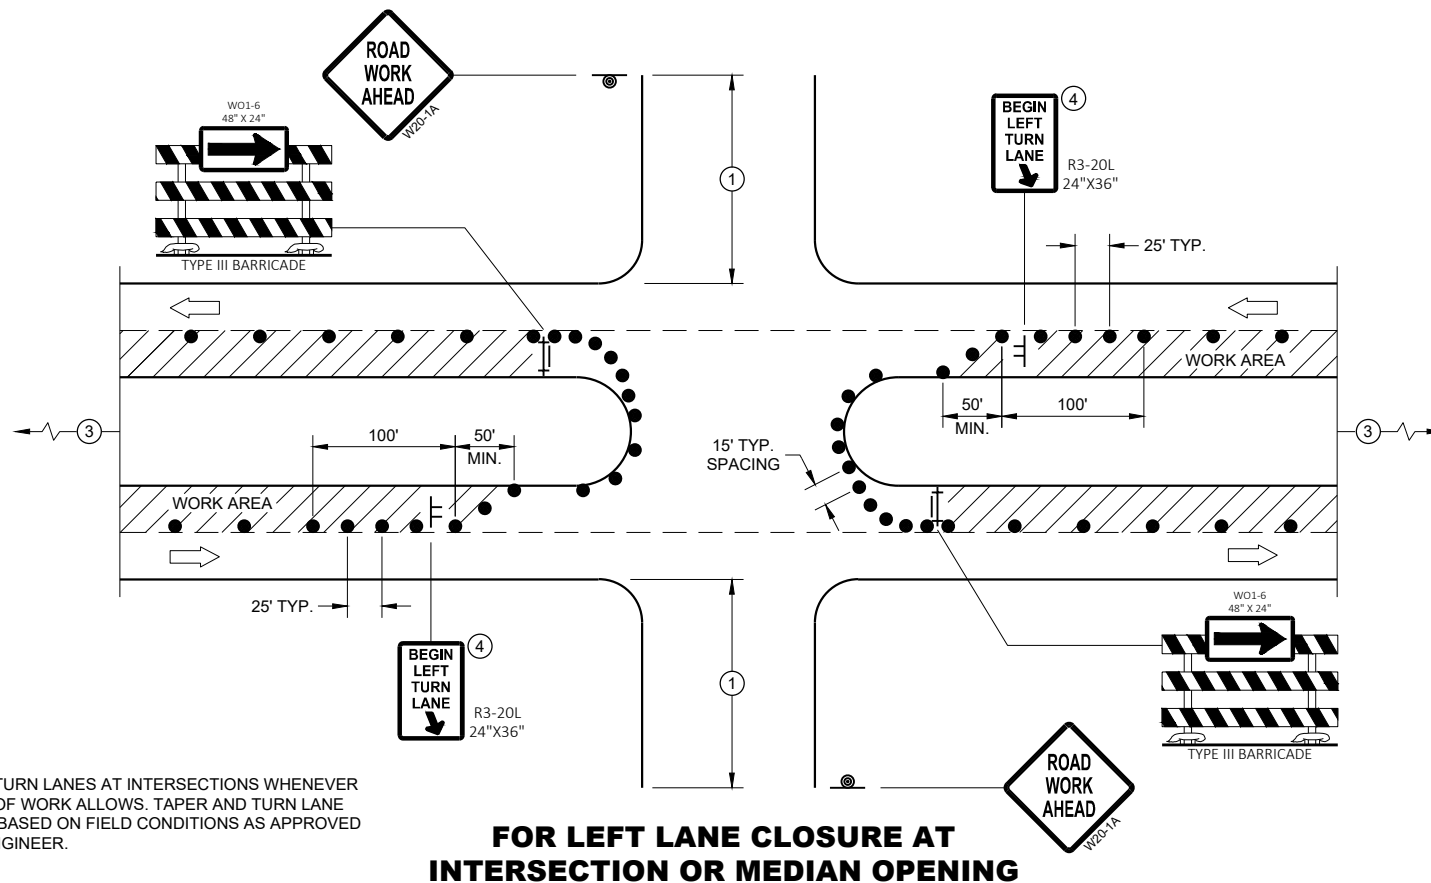 ROAD
WORK
AHEAD
W20-1A
WO1-6
48" X 24"
TYPE III BARRICADE
1
BEGIN
LEFT
TURN
LANE
4
R3-20L
24"X36"
25' TYP.
WORK AREA
50'
MIN.
100'
3
3
100'
50'
MIN.
15' TYP.
SPACING
WORK AREA
25' TYP.
BEGIN
LEFT
TURN
LANE
4
R3-20L
24"X36"
1
WO1-6
48" X 24"
TYPE III BARRICADE
ROAD
WORK
AHEAD
W20-1A
TURN LANES AT INTERSECTIONS WHENEVER
OF WORK ALLOWS. TAPER AND TURN LANE
BASED ON FIELD CONDITIONS AS APPROVED
GINEER.
FOR LEFT LANE CLOSURE AT
INTERSECTION OR MEDIAN OPENING